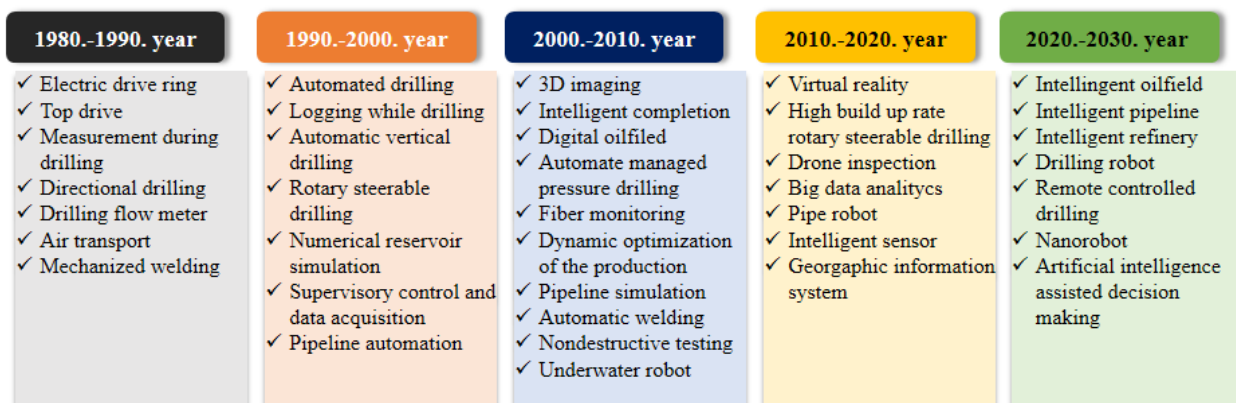 1980.-1990. year
✓ Electric drive ring
✓ Top drive
✓ Measurement during
drilling
✓ Directional drilling
✓ Drilling flow meter
✓ Air transport
✓ Mechanized welding
1990.-2000. year
✓ Automated drilling
✓ Logging while drilling
✓ Automatic vertical
drilling
✓ Rotary steerable
drilling
✓ Numerical reservoir
simulation
✓ Supervisory control and
data acquisition
✓ Pipeline automation
2000.-2010. year
✓ 3D imaging
✓ Intelligent completion
✓ Digital oilfiled
✓ Automate managed
pressure drilling
✓ Fiber monitoring
✓ Dynamic optimization
of the production
✓ Pipeline simulation
✓ Automatic welding
✓ Nondestructive testing
✓ Underwater robot
2010.-2020. year
✓ Virtual reality
✓ High build up rate
rotary steerable drilling
✓ Drone inspection
✓ Big data analitycs
✓ Pipe robot
✓ Intelligent sensor
✓ Georgaphic information
system
2020.-2030. year
✓ Intellingent oilfield
✓ Intelligent pipeline
✓ Intelligent refinery
✓ Drilling robot
✓ Remote controlled
drilling
✓ Nanorobot
✓ Artificial intelligence
assisted decision
making